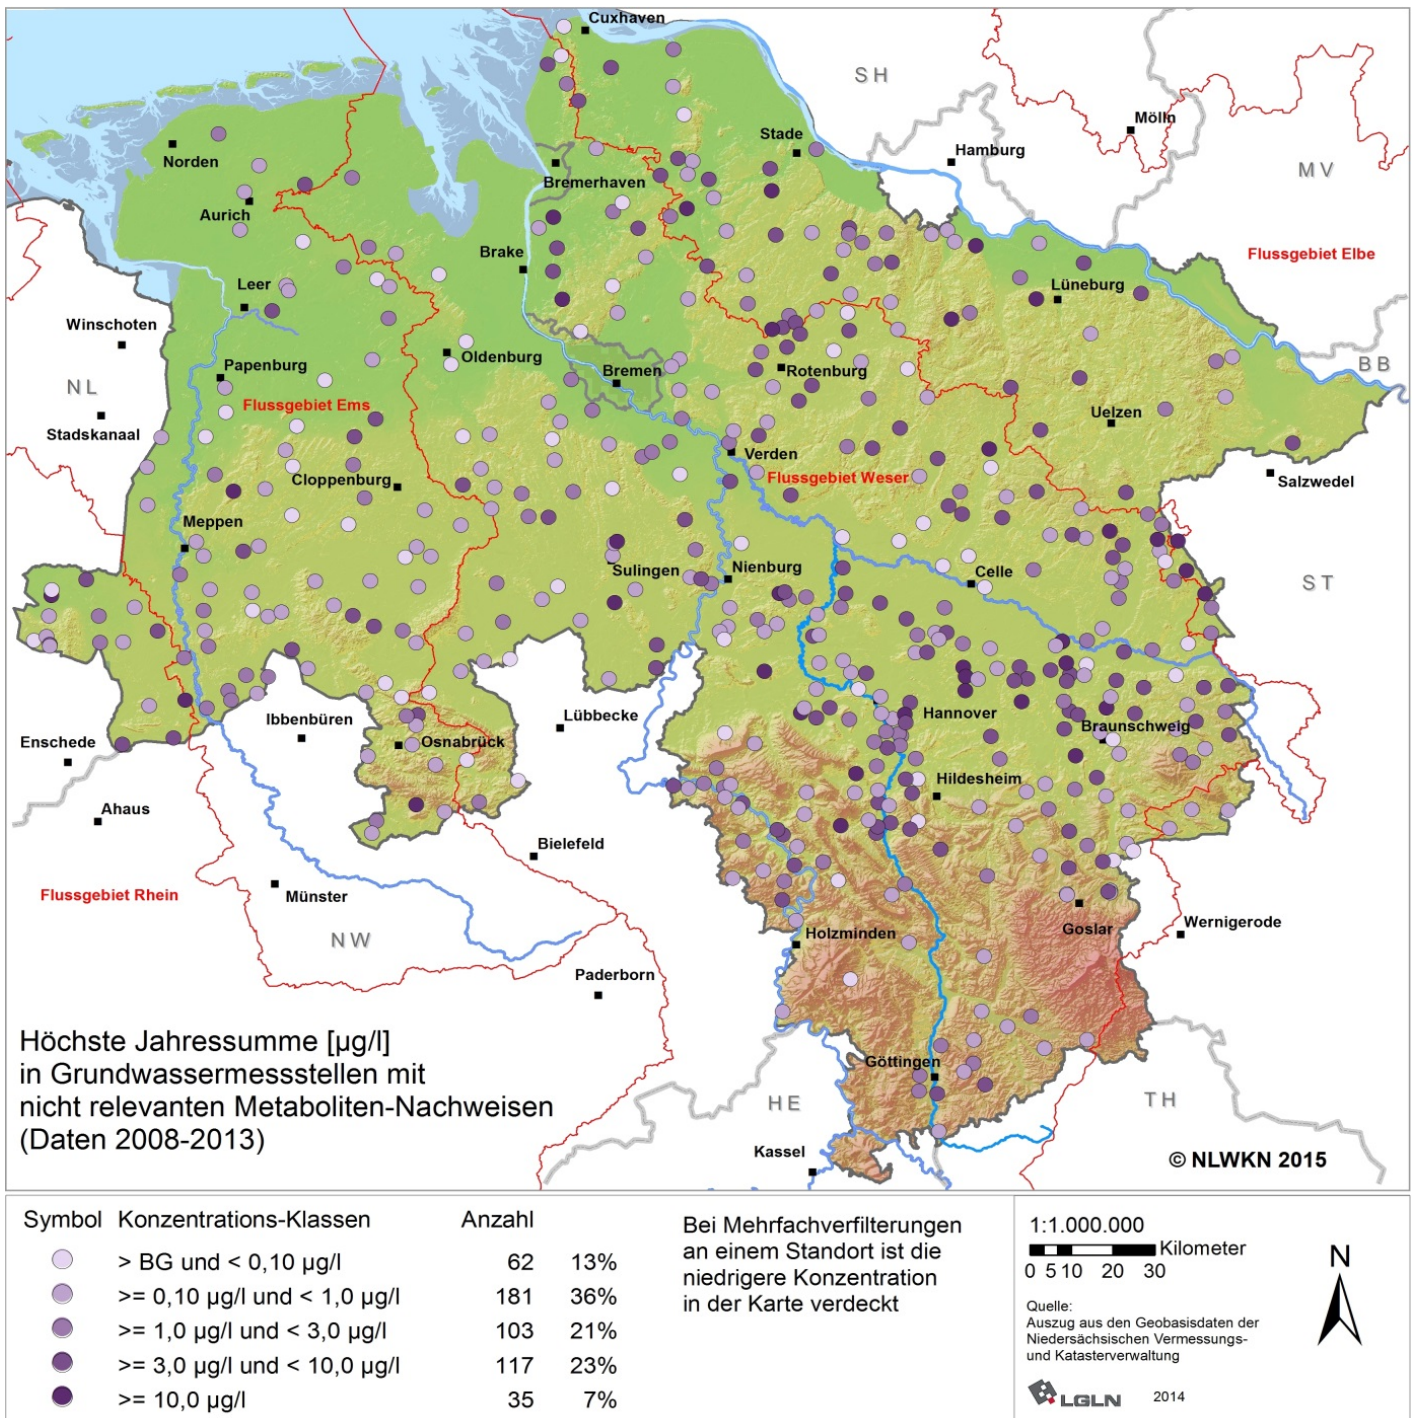 Cuxhaven
SH
Mölln
Stade
Hamburg
Norden
MV
Bremerhaven
Aurich
Brake
Flussgebiet Elbe
Leer
Lüneburg
Winschoten
Oldenburg
Papenburg
Bremen
Rotenburg
BB
NL
Flussgebiet Ems
Uelzen
Stadskanaal
Verden
Cloppenburg
Flussgebiet Weser
Salzwedel
Meppen
Sulingen
Nienburg
Celle
ST
Ibbenbüren
Lübbecke
Hannover
Braunschweig
Enschede
Osnabrück
Hildesheim
Ahaus
Bielefeld
Flussgebiet Rhein
Münster
Goslar
Wernigerode
NW
Holzminden
Paderborn
Höchste Jahressumme [µg/l]
in Grundwassermessstellen mit
nicht relevanten Metaboliten-Nachweisen
(Daten 2008-2013)
Göttingen
HE
TH
Kassel
© NLWKN 2015
Symbol Konzentrations-Klassen Anzahl
> BG und < 0,10 µg/l 62 13%
>= 0,10 µg/l und < 1,0 µg/l 181 36%
>= 1,0 µg/l und < 3,0 µg/l 103 21%
>= 3,0 µg/l und < 10,0 µg/l 117 23%
>= 10,0 µg/l 35 7%
Bei Mehrfachverfilterungen
an einem Standort ist die
niedrigere Konzentration
in der Karte verdeckt
1:1.000.000
Kilometer
0 5 10 20 30
N
Quelle:
Auszug aus den Geobasisdaten der
Niedersächsischen Vermessungs-
und Katasterverwaltung
LGLN 2014